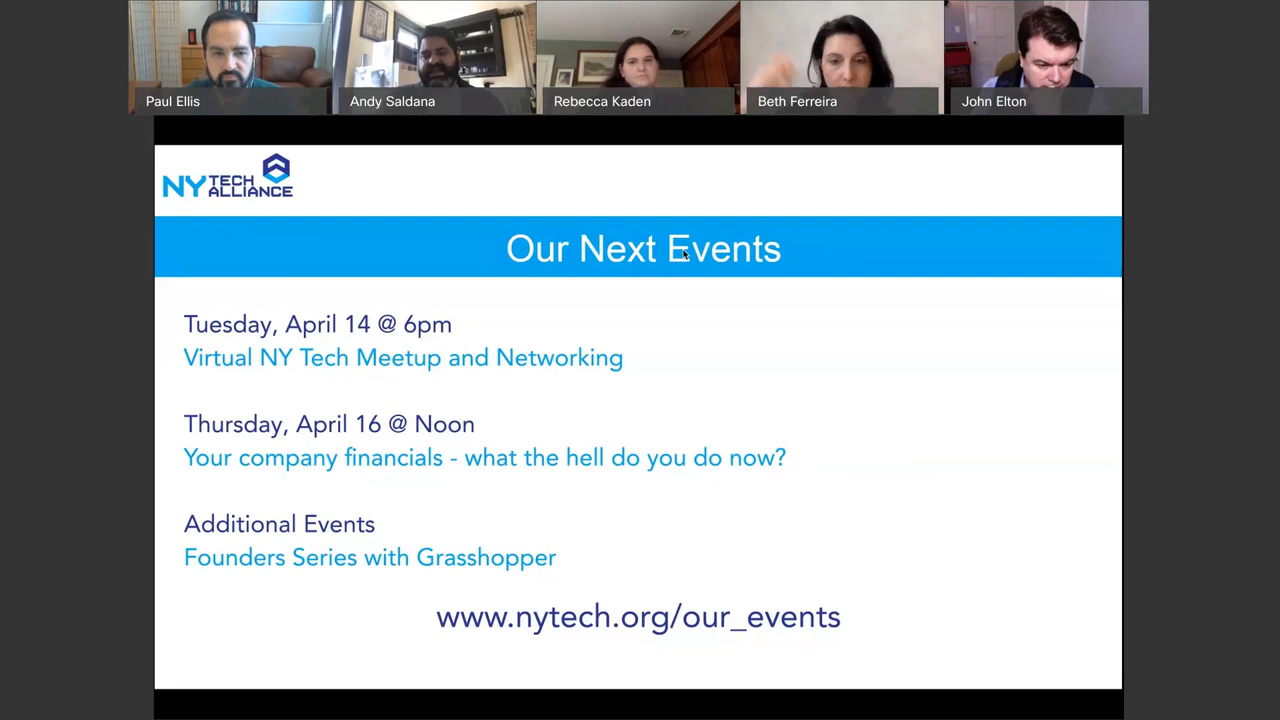 Paul Ellis
Andy Saldana
Rebecca Kaden
Beth Ferreira
John Elton
NY TECH ALLIANCE
Our Next Events
Tuesday, April 14 @ 6pm
Virtual NY Tech Meetup and Networking
Thursday, April 16 @ Noon
Your company financials - what the hell do you do now?
Additional Events
Founders Series with Grasshopper
www.nytech.org/our_events